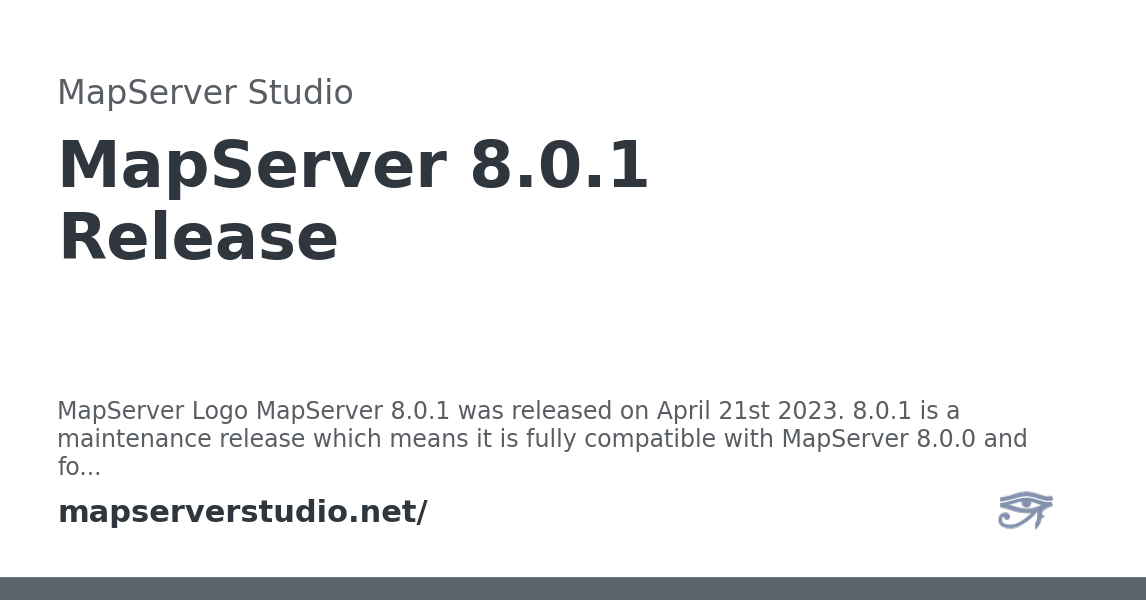 MapServer Studio
MapServer 8.0.1
Release
MapServer Logo MapServer 8.0.1 was released on April 21st 2023. 8.0.1 is a
maintenance release which means it is fully compatible with MapServer 8.0.0 and
fo...
mapserverstudio.net/